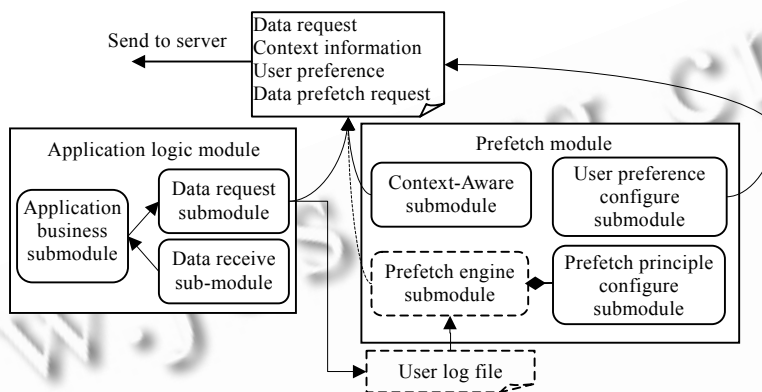 Data request
Context information
User preference
Data prefetch request
Send to server
Application logic module
Application
business
submodule
Data request
submodule
Data receive
sub-module
Prefetch module
Context-Aware
submodule
User preference
configure
submodule
Prefetch engine
submodule
Prefetch principle
configure
submodule
User log file